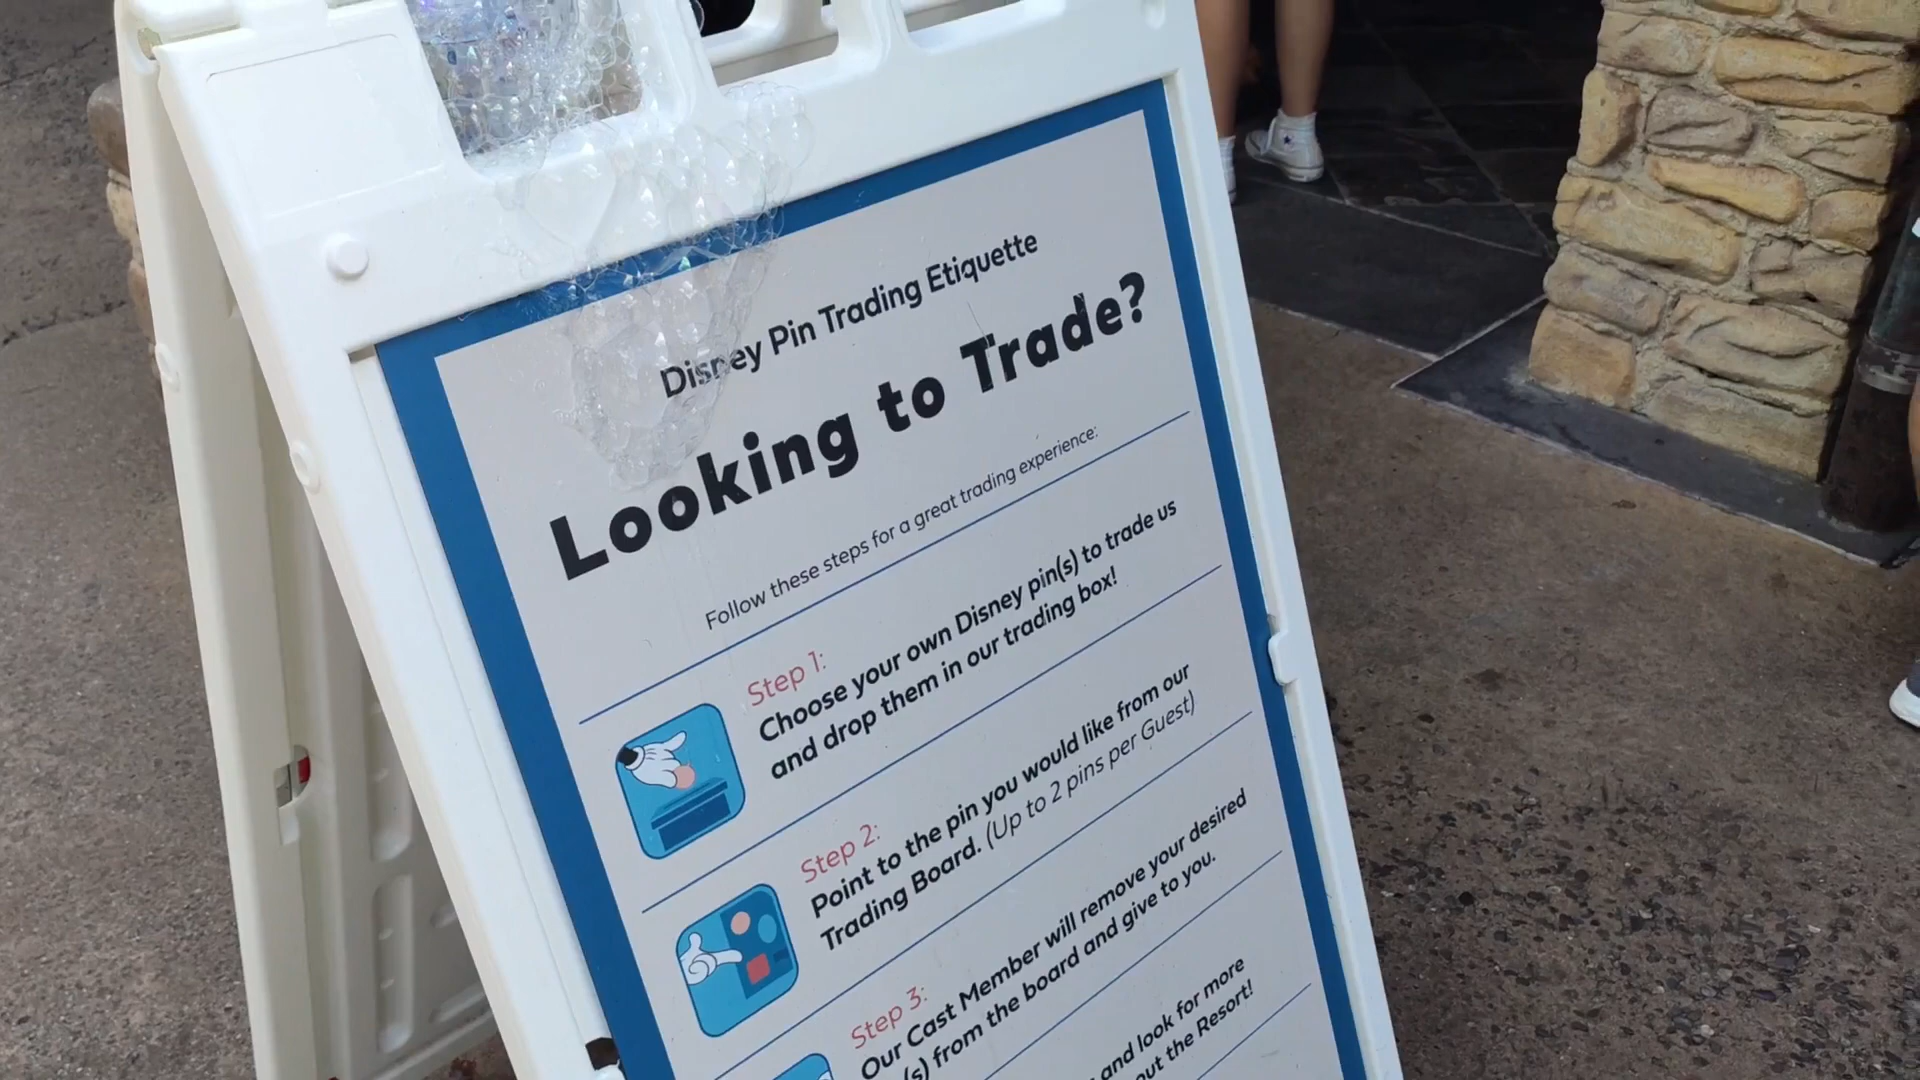 Disney Pin Trading Etiquette
Looking to Trade?
Follow these steps for a great trading experience:
Step 1:
Choose your own Disney pin(s) to trade us
and drop them in our trading box!
Step 2:
Point to the pin you would like from our
Trading Board. (Up to 2 pins per Guest)
Step 3:
Our Cast Member will remove your desired
(s) from the board and give to you.
and look for more
out the Resort!